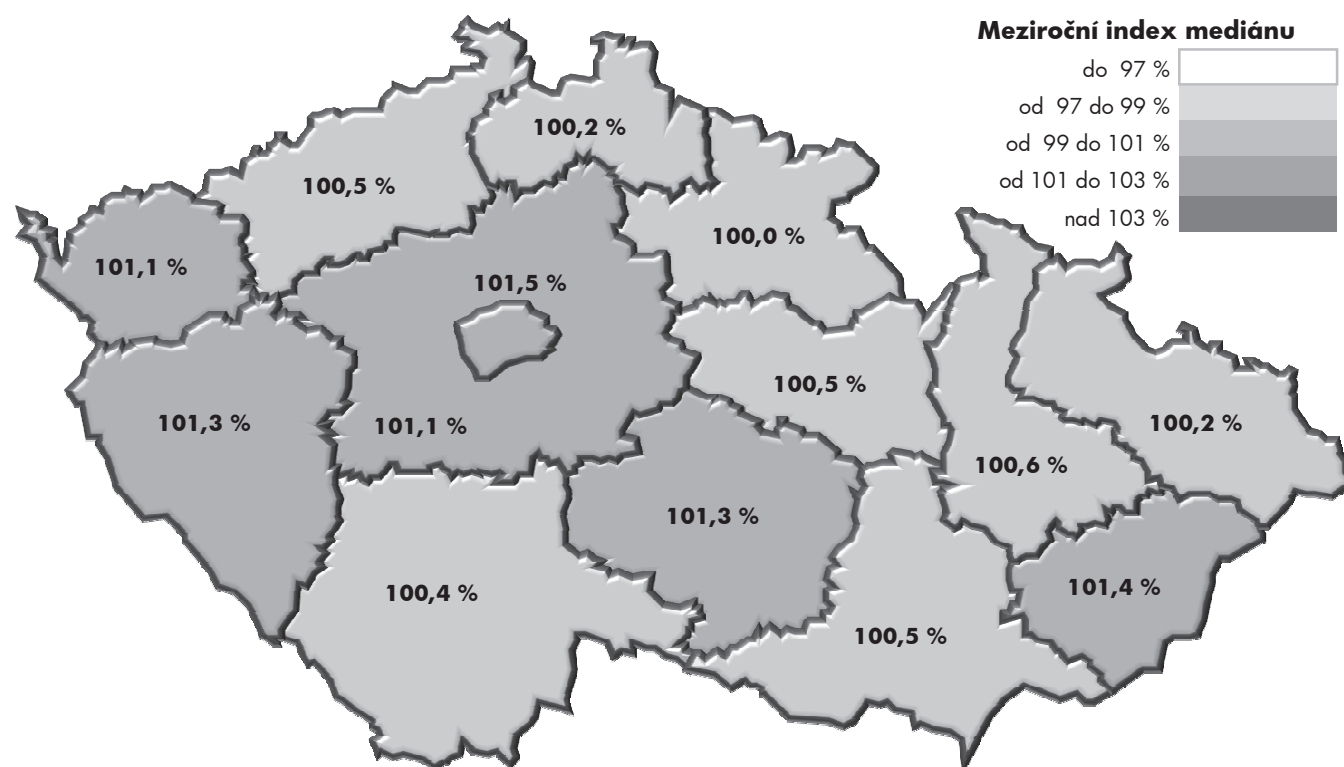 Meziroční index mediánu
do 97 %
od 97 do 99 %
od 99 do 101 %
od 101 do 103 %
nad 103 %
100,2 %
100,5 %
100,0 %
101,1 %
101,5 %
100,5 %
101,3 %
101,1 %
100,2 %
100,6 %
101,3 %
101,4 %
100,4 %
100,5 %